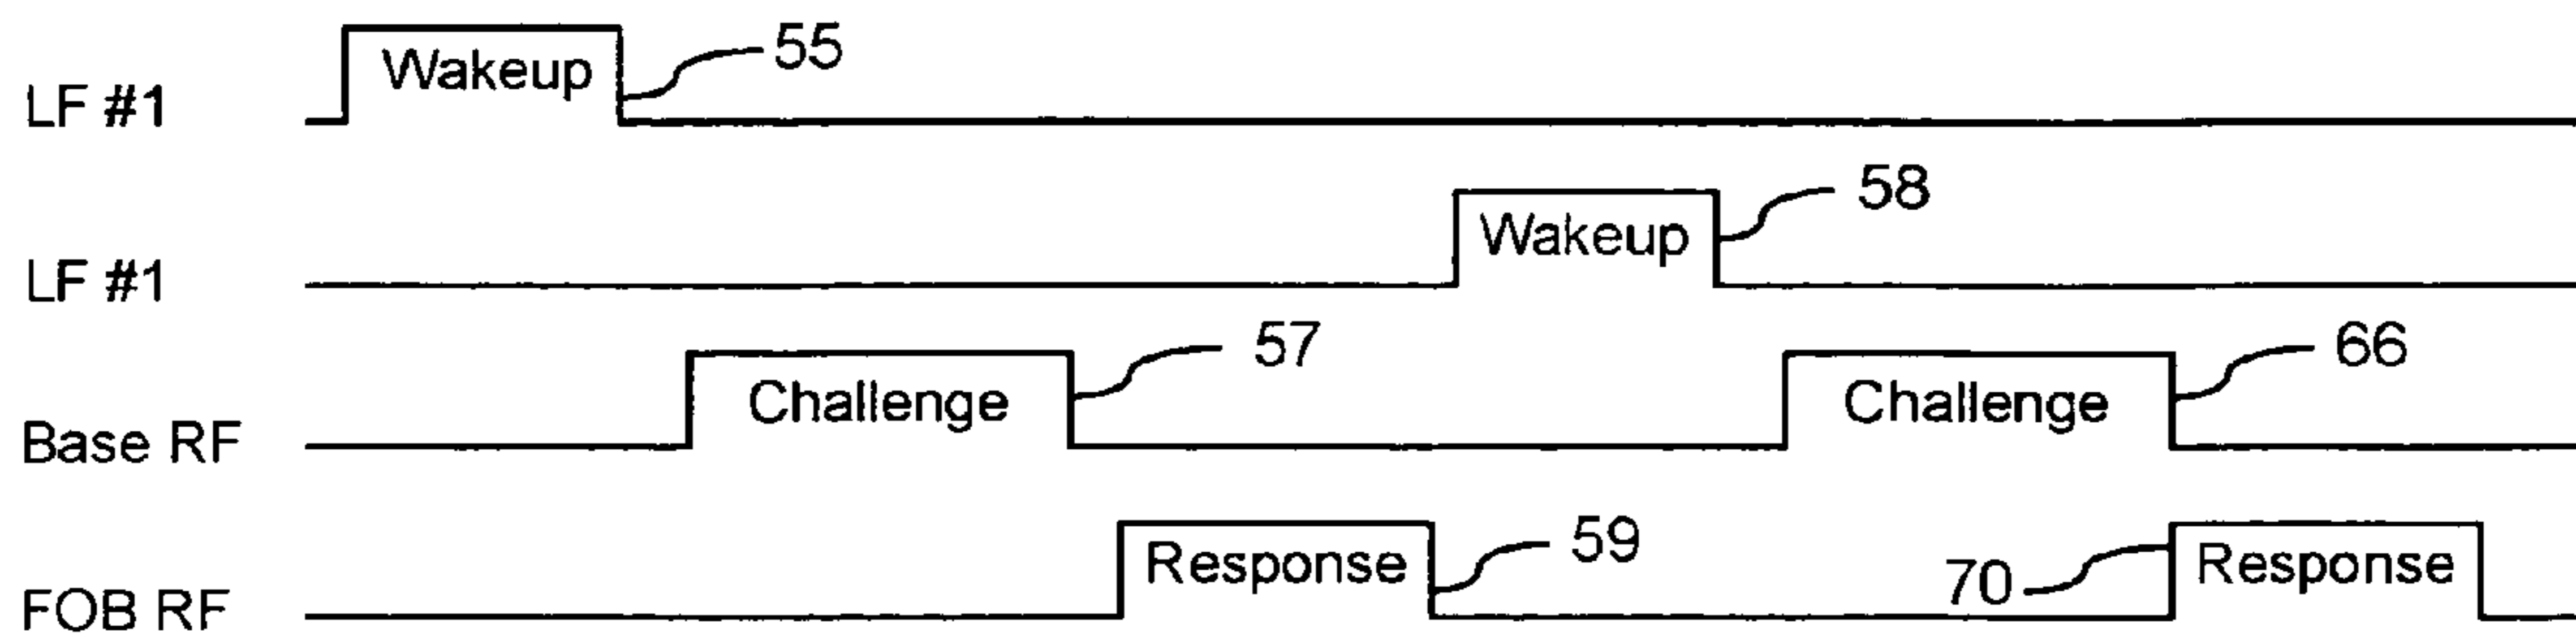 Wakeup 55
LF #1
Wakeup 58
LF #1
Challenge 57 Challenge 66
Base RF
Response 59 70 Response
FOB RF